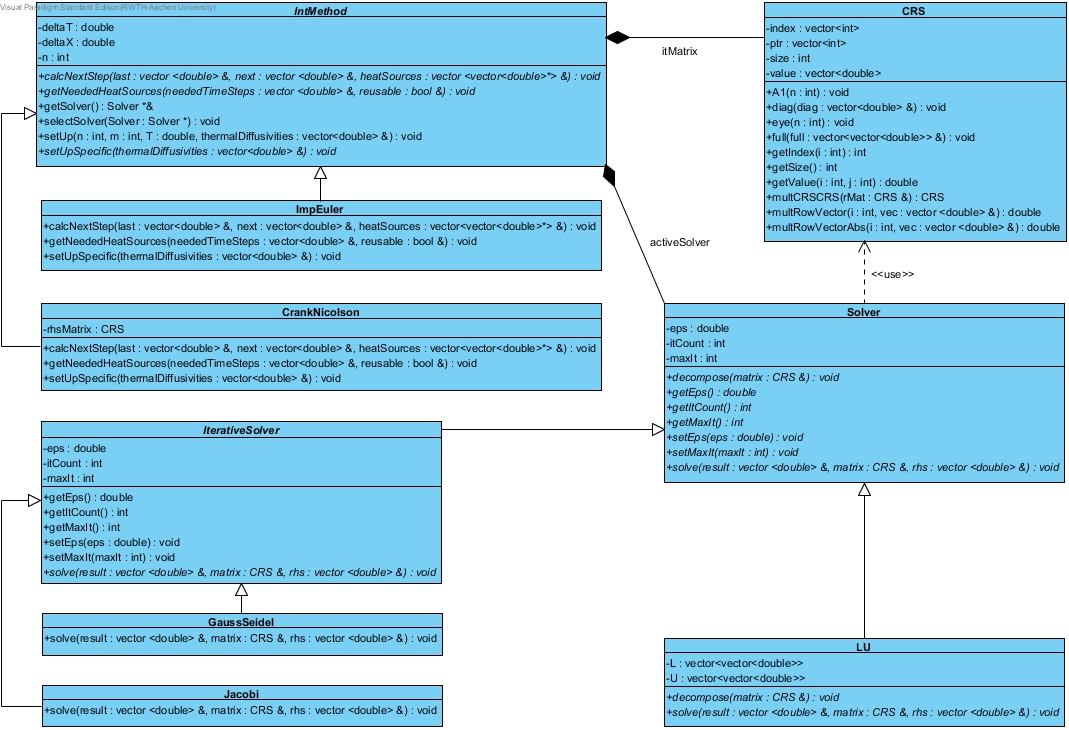 Visual Paradigm Standard Edition(RWTH-Aachen University)
IntMethod
-deltaT : double
-deltaX : double
-n : int
+calcNextStep(last : vector <double> &, next : vector <double> &, heatSources : vector <vector<double>*> &) : void
+getNeededHeatSources(neededTimeSteps : vector <double> &, reusable : bool &) : void
+getSolver() : Solver *&
+selectSolver(Solver : Solver *) : void
+setUp(n : int, m : int, T : double, thermalDiffusivities : vector<double> &) : void
+setUpSpecific(thermalDiffusivities : vector<double> &) : void
itMatrix
CRS
-index : vector<int>
-ptr : vector<int>
-size : int
-value : vector<double>
+A1(n : int) : void
+diag(diag : vector<double> &) : void
+eye(n : int) : void
+full(full : vector<vector<double>> &) : void
+getIndex(i : int) : int
+getSize() : int
+getValue(i : int, j : int) : double
+multCRSCRS(rMat : CRS &) : CRS
+multRowVector(i : int, vec : vector <double> &) : double
+multRowVectorAbs(i : int, vec : vector <double> &) : double
ImpEuler
+calcNextStep(last : vector<double> &, next : vector<double> &, heatSources : vector<vector<double>*> &) : void
+getNeededHeatSources(neededTimeSteps : vector<double> &, reusable : bool &) : void
+setUpSpecific(thermalDiffusivities : vector<double> &) : void
activeSolver
<<use>>
CrankNicolson
-rhsMatrix : CRS
+calcNextStep(last : vector<double> &, next : vector<double> &, heatSources : vector<vector<double>*> &) : void
+getNeededHeatSources(neededTimeSteps : vector<double> &, reusable : bool &) : void
+setUpSpecific(thermalDiffusivities : vector<double> &) : void
Solver
-eps : double
-itCount : int
-maxIt : int
+decompose(matrix : CRS &) : void
+getEps() : double
+getItCount() : int
+getMaxIt() : int
+setEps(eps : double) : void
+setMaxIt(maxIt : int) : void
+solve(result : vector <double> &, matrix : CRS &, rhs : vector <double> &) : void
IterativeSolver
-eps : double
-itCount : int
-maxIt : int
+getEps() : double
+getItCount() : int
+getMaxIt() : int
+setEps(eps : double) : void
+setMaxIt(maxIt : int) : void
+solve(result : vector <double> &, matrix : CRS &, rhs : vector <double> &) : void
GaussSeidel
+solve(result : vector <double> &, matrix : CRS &, rhs : vector <double> &) : void
Jacobi
+solve(result : vector <double> &, matrix : CRS &, rhs : vector <double> &) : void
LU
-L : vector<vector<double>>
-U : vector<vector<double>>
+decompose(matrix : CRS &) : void
+solve(result : vector <double> &, matrix : CRS &, rhs : vector <double> &) : void